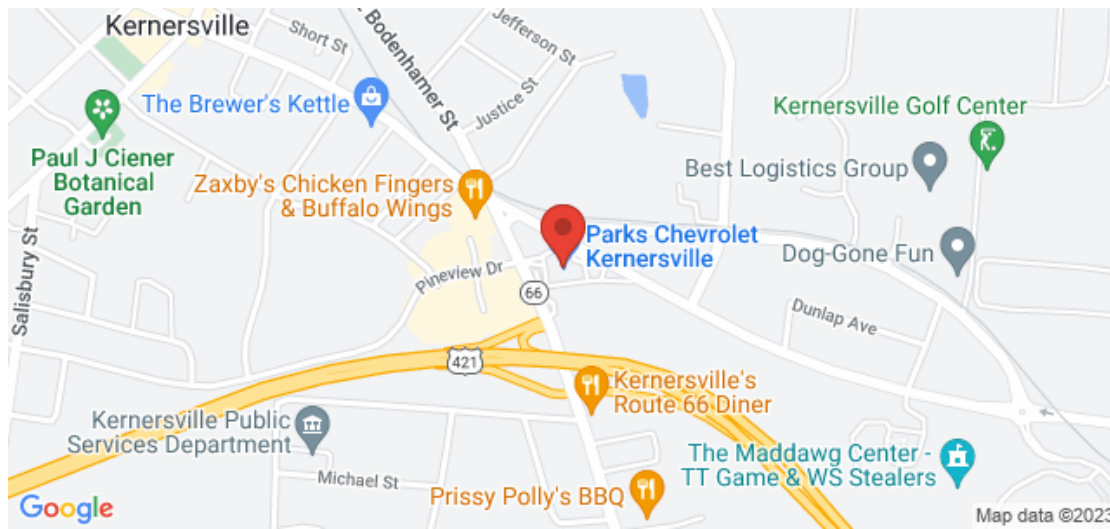 Kernersville
Short St
Bodenhamer St
Jefferson St
Justice St
The Brewer's Kettle
Kernersville Golf Center
Paul J Ciener
Botanical
Garden
Best Logistics Group
Zaxby's Chicken Fingers
& Buffalo Wings
Parks Chevrolet
Kernersville
Dog-Gone Fun
Salisbury St
Pineview Dr
66
Dunlap Ave
421
Kernersville's
Route 66 Diner
Kernersville Public
Services Department
The Maddawg Center -
TT Game & WS Stealers
Michael St
Prissy Polly's BBQ
Google
Map data ©2023